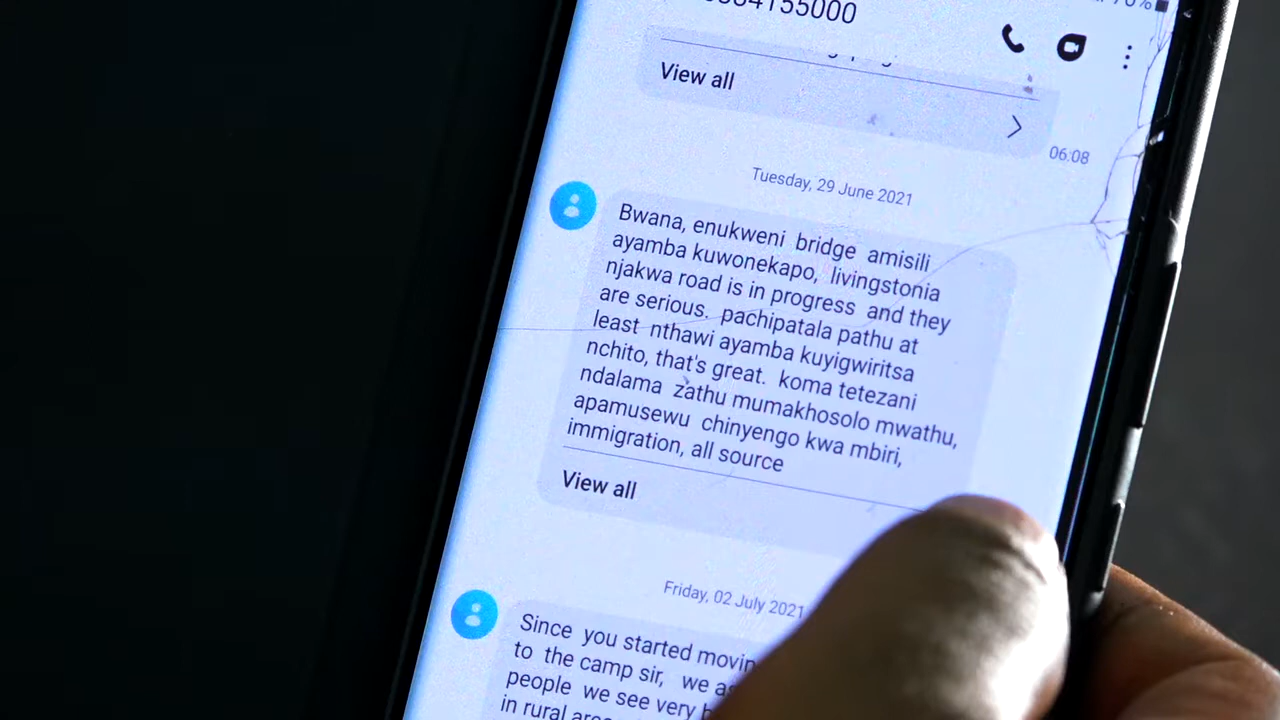 4155000
View all
06:08
Tuesday, 29 June 2021
Bwana, enukweni bridge amisili
ayamba kuwonekapo, livingstonia
njakwa road is in progress and they
are serious. pachipatala pathu at
least nthawi ayamba kuyigwiritsa
nchito, that's great. koma tetezani
ndalama zathu mumakhosolo mwathu,
apamusewu chinyengo kwa mbiri,
immigration, all source
View all
Friday, 02 July 2021
Since you started
to the camp sir, we
people we see very
in rural